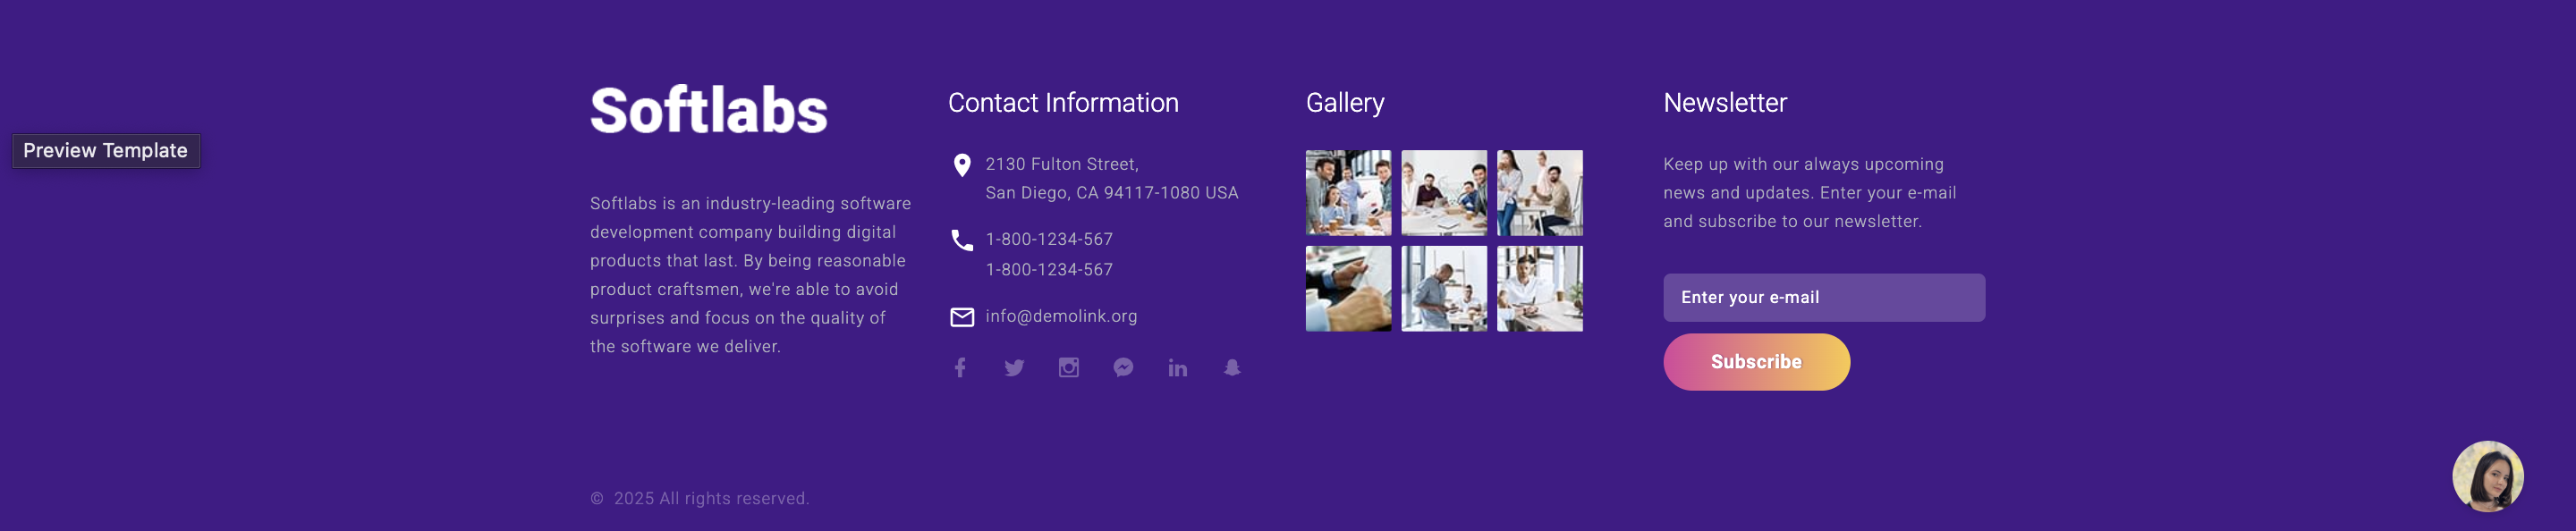 Softlabs
Preview Template
Softlabs is an industry-leading software
development company building digital
products that last. By being reasonable
product craftsmen, we're able to avoid
surprises and focus on the quality of
the software we deliver.
Contact Information
2130 Fulton Street,
San Diego, CA 94117-1080 USA
1-800-1234-567
1-800-1234-567
info@demolink.org
Gallery
Newsletter
Keep up with our always upcoming
news and updates. Enter your e-mail
and subscribe to our newsletter.
Enter your e-mail
Subscribe
© 2025 All rights reserved.